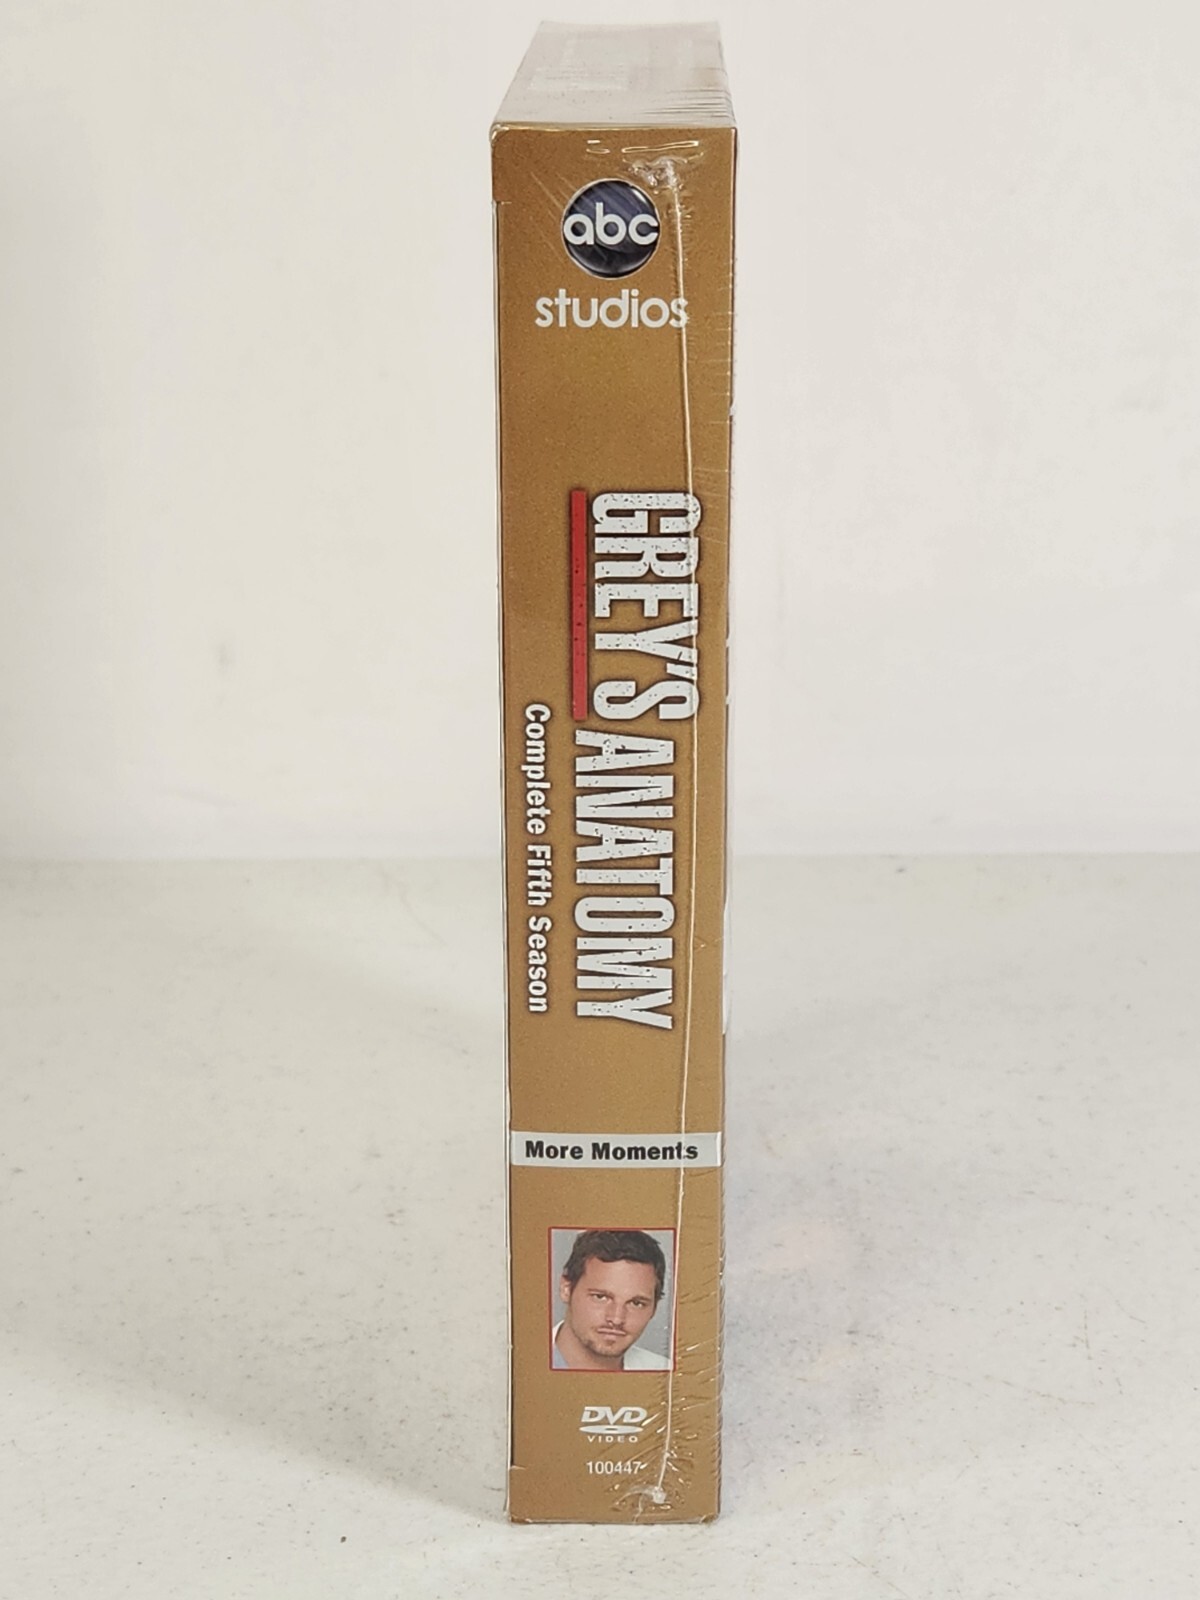 abc
studios
GREY'S ANATOMY
Complete Fifth Season
More Moments
DVD
VIDEO
100447